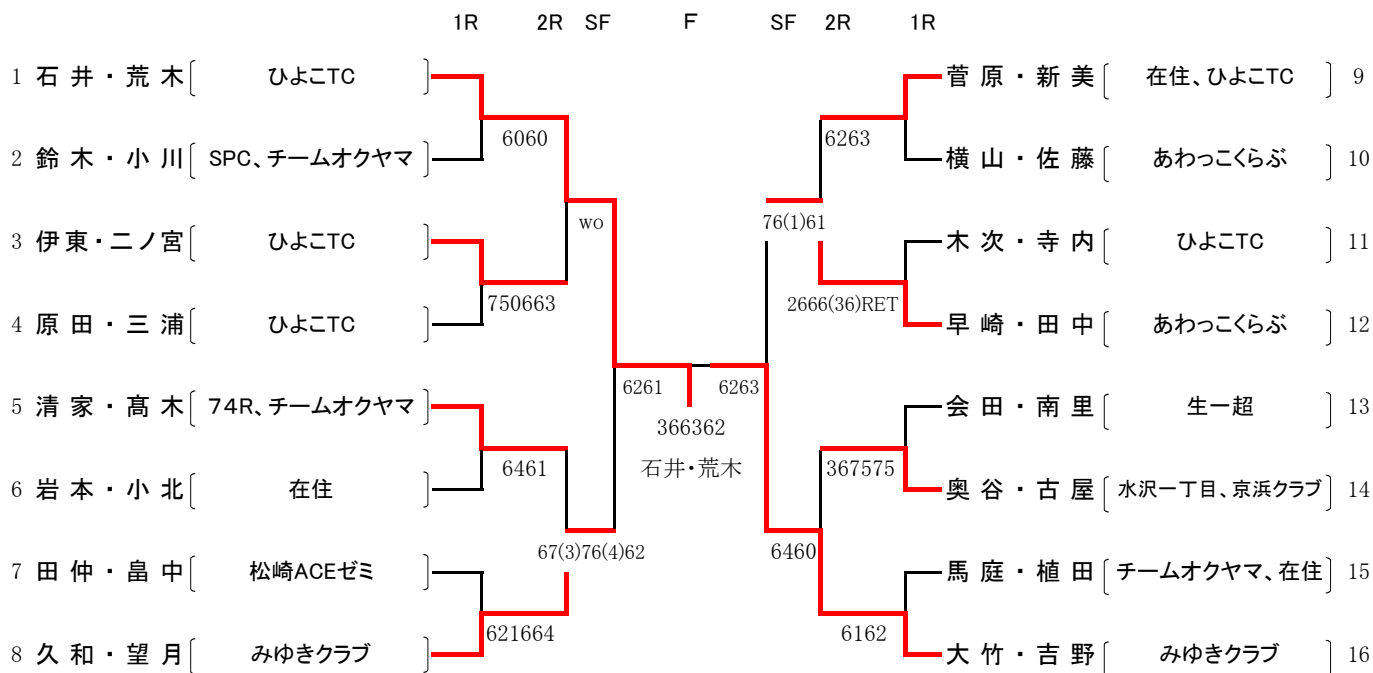 1R 2R SF F SF 2R 1R
1 石井・荒木 ひよこTC
菅原・新美 在住、ひよこTC 9
6060
6263
2 鈴木・小川 SPC、チームオクヤマ
横山・佐藤 あわっこくらぶ 10
wo
76(1)61
3 伊東・二ノ宮 ひよこTC
木次・寺内 ひよこTC 11
750663
2666(36)RET
4 原田・三浦 ひよこTC
早崎・田中 あわっこくらぶ 12
6261
6263
5 清家・髙木 74R、チームオクヤマ
会田・南里 生一超 13
366362
石井・荒木
6461
367575
6 岩本・小北 在住
奥谷・古屋 水沢一丁目、京浜クラブ 14
67(3)76(4)62
6460
7 田仲・畠中 松崎ACEゼミ
馬庭・植田 チームオクヤマ、在住 15
621664
6162
8 久和・望月 みゆきクラブ
大竹・吉野 みゆきクラブ 16